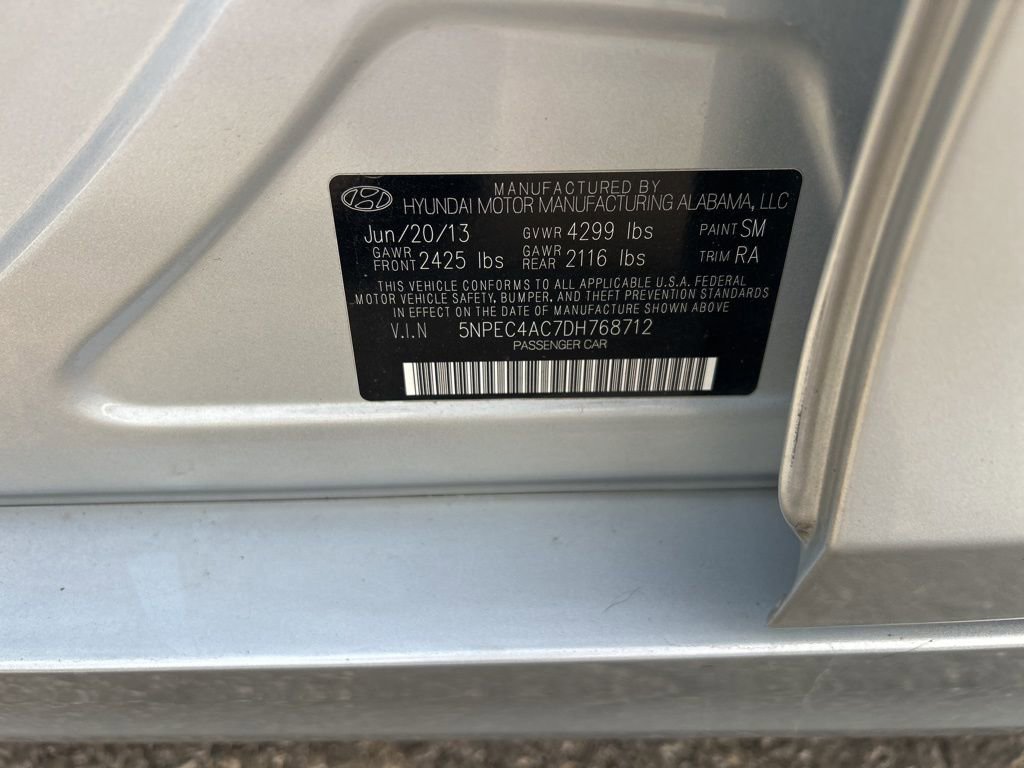 MANUFACTURED BY
HYUNDAI MOTOR MANUFACTURING ALABAMA, LLC
Jun/20/13 GVWR 4299 lbs PAINT SM
GAWR FRONT 2425 lbs GAWR REAR 2116 lbs TRIM RA
THIS VEHICLE CONFORMS TO ALL APPLICABLE U.S.A. FEDERAL
MOTOR VEHICLE SAFETY, BUMPER, AND THEFT PREVENTION STANDARDS
IN EFFECT ON THE DATE OF MANUFACTURE SHOWN ABOVE
V.I.N 5NPEC4AC7DH768712
PASSENGER CAR